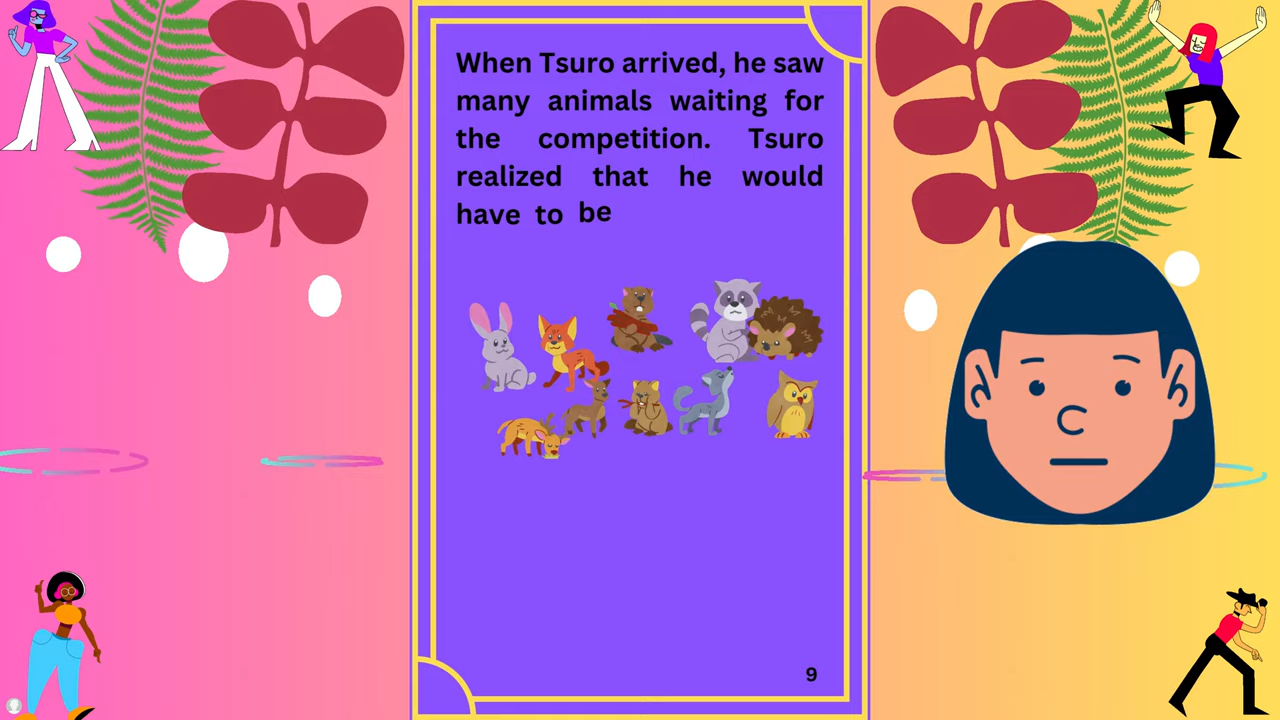 When Tsuro arrived, he saw
many animals waiting for
the competition. Tsuro
realized that he would
have to be
9